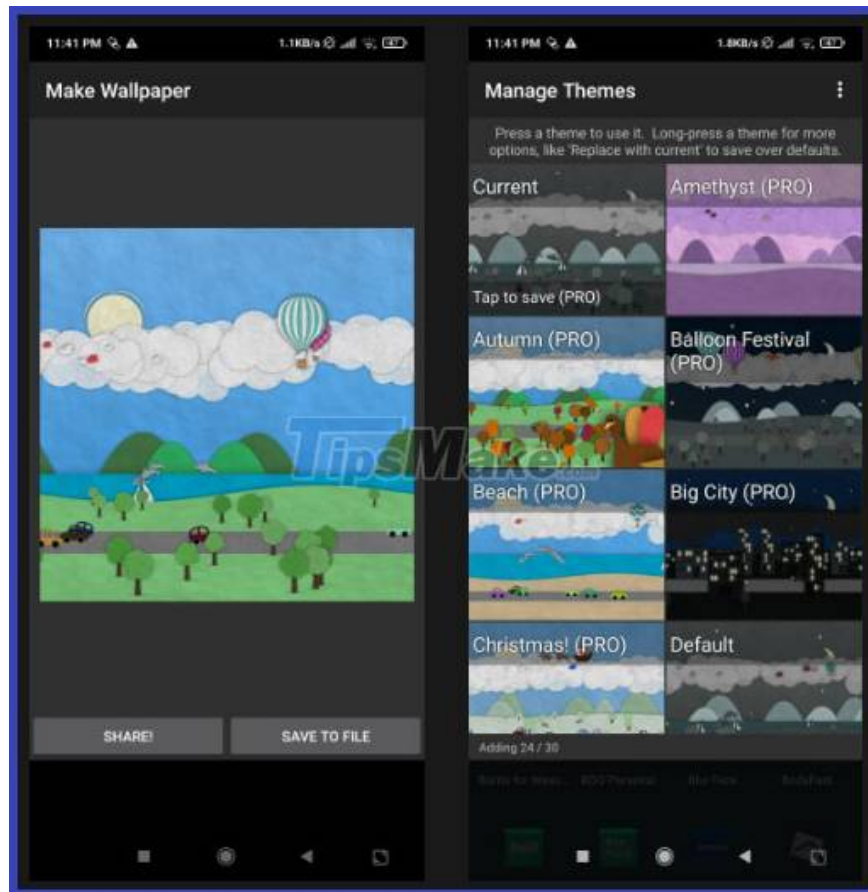 11:41 PM
1.1KB/s
47
Make Wallpaper
SHARE!
SAVE TO FILE
11:41 PM
1.8KB/s
47
Manage Themes
Press a theme to use it. Long-press a theme for more
options, like 'Replace with current' to save over defaults.
Current
Tap to save (PRO)
Amethyst (PRO)
Autumn (PRO)
Balloon Festival
(PRO)
Beach (PRO)
Big City (PRO)
Christmas! (PRO)
Default
Adding 24 / 30
TipsMake.com